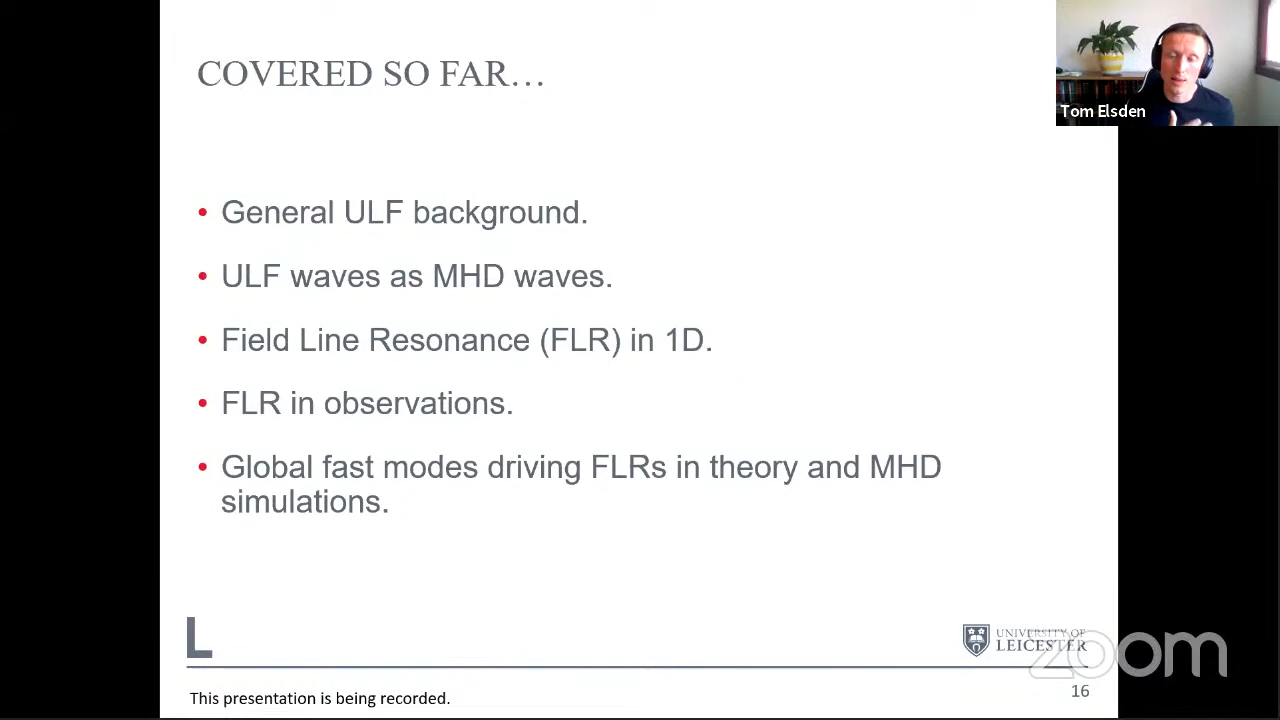 COVERED SO FAR…
Tom Elsden
• General ULF background.
• ULF waves as MHD waves.
• Field Line Resonance (FLR) in 1D.
• FLR in observations.
• Global fast modes driving FLRs in theory and MHD
simulations.
L
UNIVERSITY OF
LEICESTER
zoom
This presentation is being recorded.
16